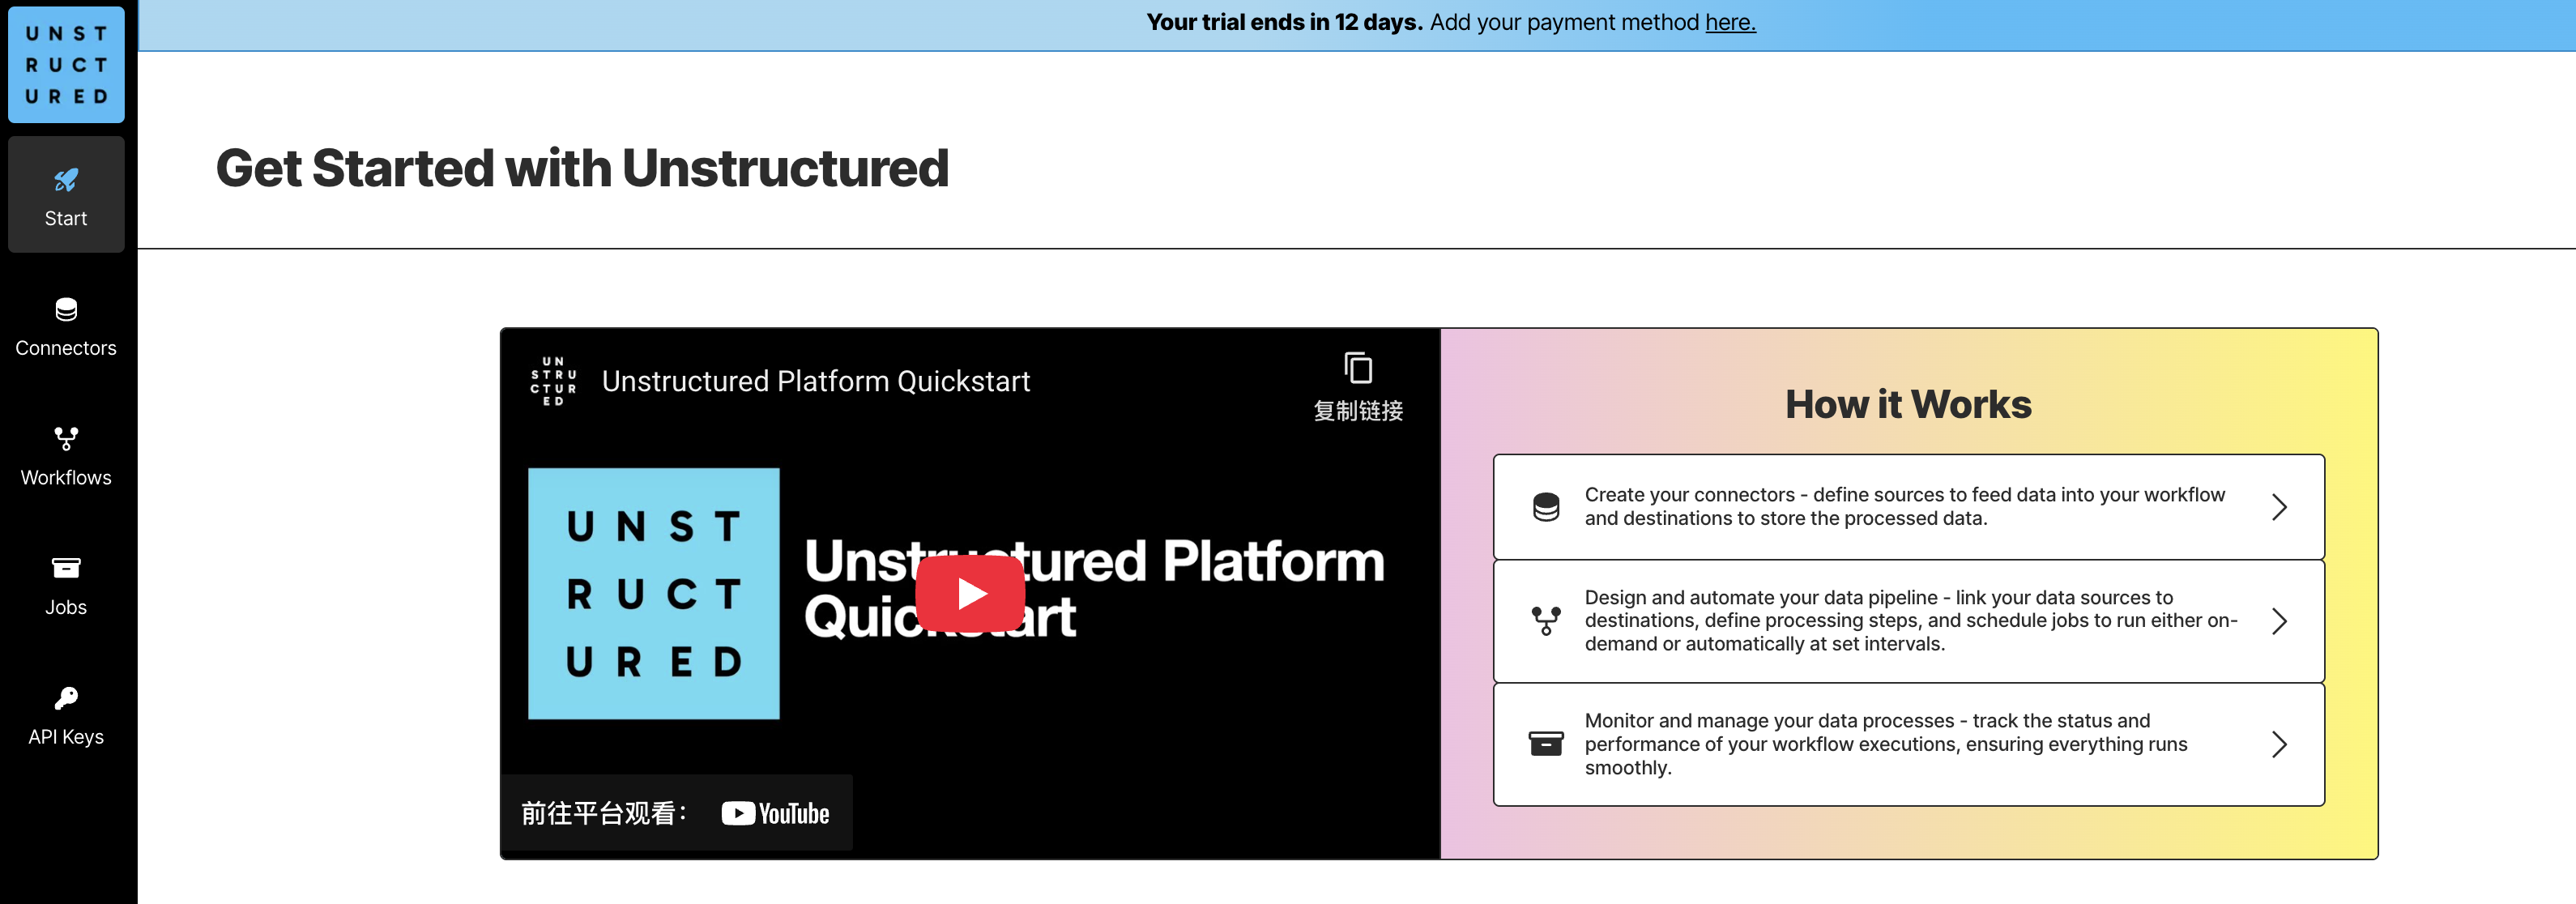 UNST
RUCT
URED
Your trial ends in 12 days. Add your payment method here.
Start
Connectors
Workflows
Jobs
API Keys
Get Started with Unstructured
UN
STRU
CTUR
ED
Unstructured Platform Quickstart
复制链接
UNST
RUCT
URED
Unstructured Platform
Quickstart
前往平台观看：
YouTube
How it Works
Create your connectors - define sources to feed data into your workflow
and destinations to store the processed data.
Design and automate your data pipeline - link your data sources to
destinations, define processing steps, and schedule jobs to run either on-
demand or automatically at set intervals.
Monitor and manage your data processes - track the status and
performance of your workflow executions, ensuring everything runs
smoothly.